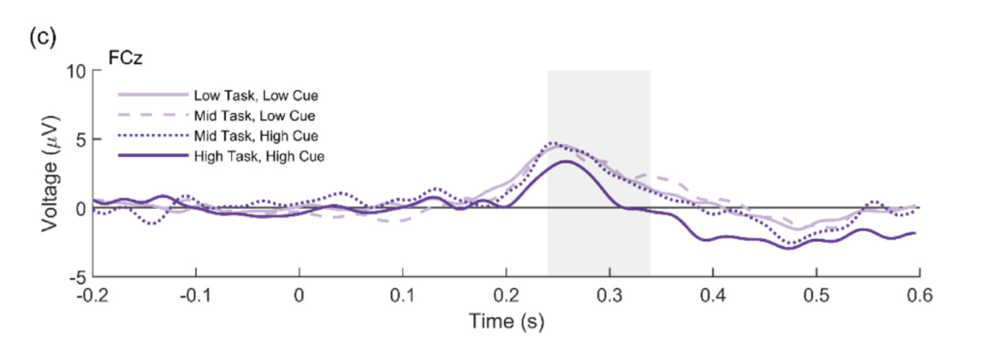 (c)
FCz
10
5
0
-5
Voltage (μV)
Low Task, Low Cue
Mid Task, Low Cue
Mid Task, High Cue
High Task, High Cue
-0.2 -0.1 0 0.1 0.2 0.3 0.4 0.5 0.6
Time (s)